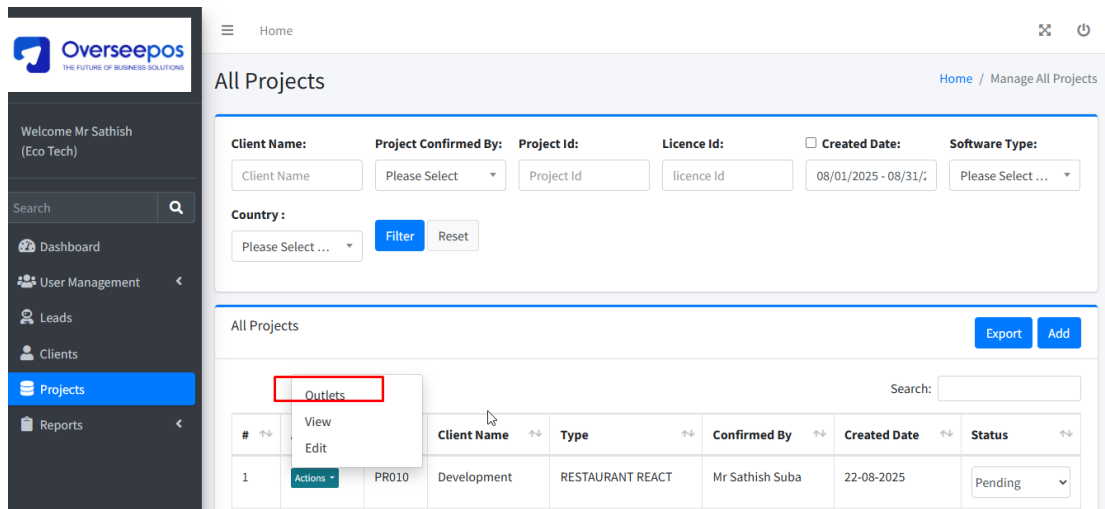 Overseepos
THE FUTURE OF BUSINESS SOLUTIONS
Home
All Projects
Home / Manage All Projects
Welcome Mr Sathish
(Eco Tech)
Search
Dashboard
User Management
Leads
Clients
Projects
Reports
Client Name: Project Confirmed By: Project Id: Licence Id: Created Date: Software Type:
Client Name Please Select Project Id licence Id 08/01/2025 - 08/31/2 Please Select ...
Country :
Please Select ... Filter Reset
All Projects
Export Add
Outlets
View
Edit
Search:
# Client Name Type Confirmed By Created Date Status
1 Actions PR010 Development RESTAURANT REACT Mr Sathish Suba 22-08-2025 Pending